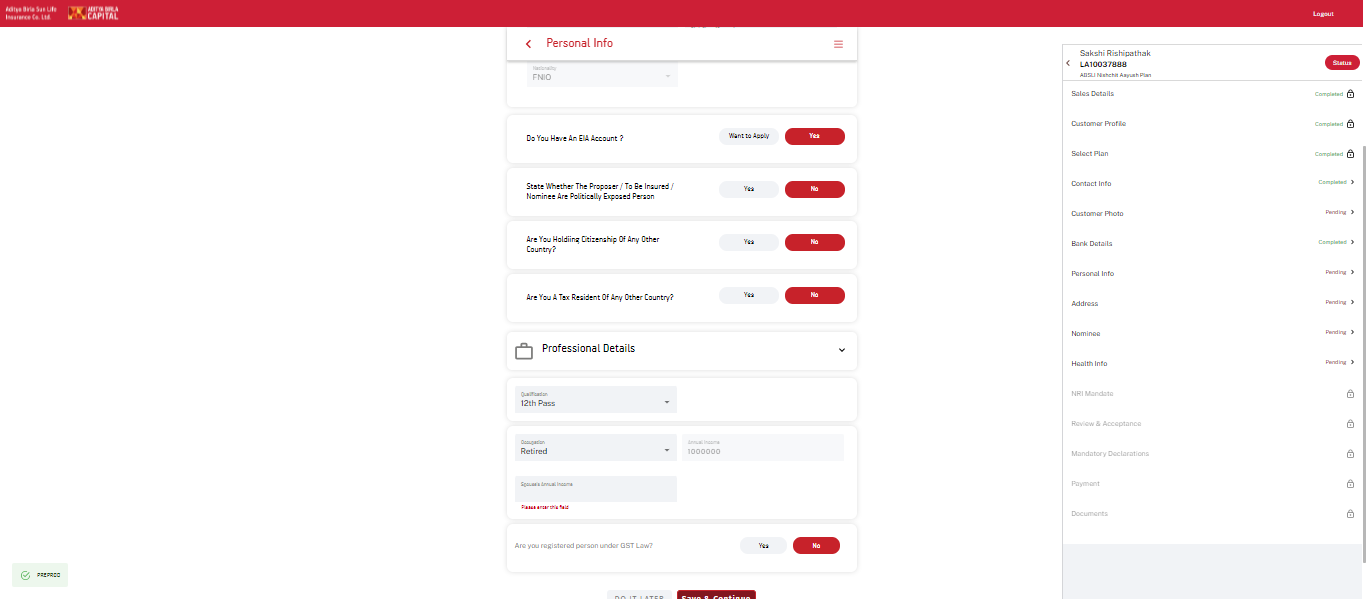 Aditya Birla Sun Life
Insurance Co. Ltd.
ADITYA BIRLA
CAPITAL
Logout
Personal Info
Nationality
FNIO
Do You Have An EIA Account ?
Want to Apply
Yes
State Whether The Proposer / To Be Insured /
Nominee Are Politically Exposed Person
Yes
No
Are You Holdiing Citizenship Of Any Other
Country?
Yes
No
Are You A Tax Resident Of Any Other Country?
Yes
No
Professional Details
Qualification
12th Pass
Occupation
Retired
Annual Income
1000000
Spouse's Annual Income
Please enter this field
Are you registered person under GST Law?
Yes
No
DO IT LATER
Save & Continue
PREPROD
Sakshi Rishipathak
LA10037888
ABSLI Nishchit Aayush Plan
Status
Sales Details
Completed
Customer Profile
Completed
Select Plan
Completed
Contact Info
Completed
Customer Photo
Pending
Bank Details
Completed
Personal Info
Pending
Address
Pending
Nominee
Pending
Health Info
Pending
NRI Mandate
Review & Acceptance
Mandatory Declarations
Payment
Documents